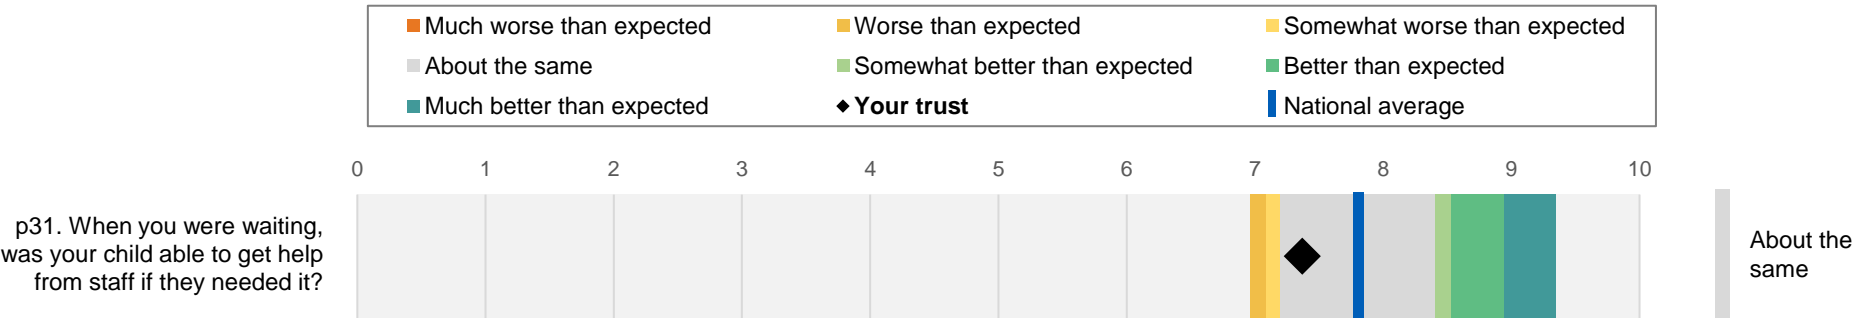 Much worse than expected
Worse than expected
Somewhat worse than expected
About the same
Somewhat better than expected
Better than expected
Much better than expected
Your trust
National average
0 1 2 3 4 5 6 7 8 9 10
p31. When you were waiting,
was your child able to get help
from staff if they needed it?
About the
same